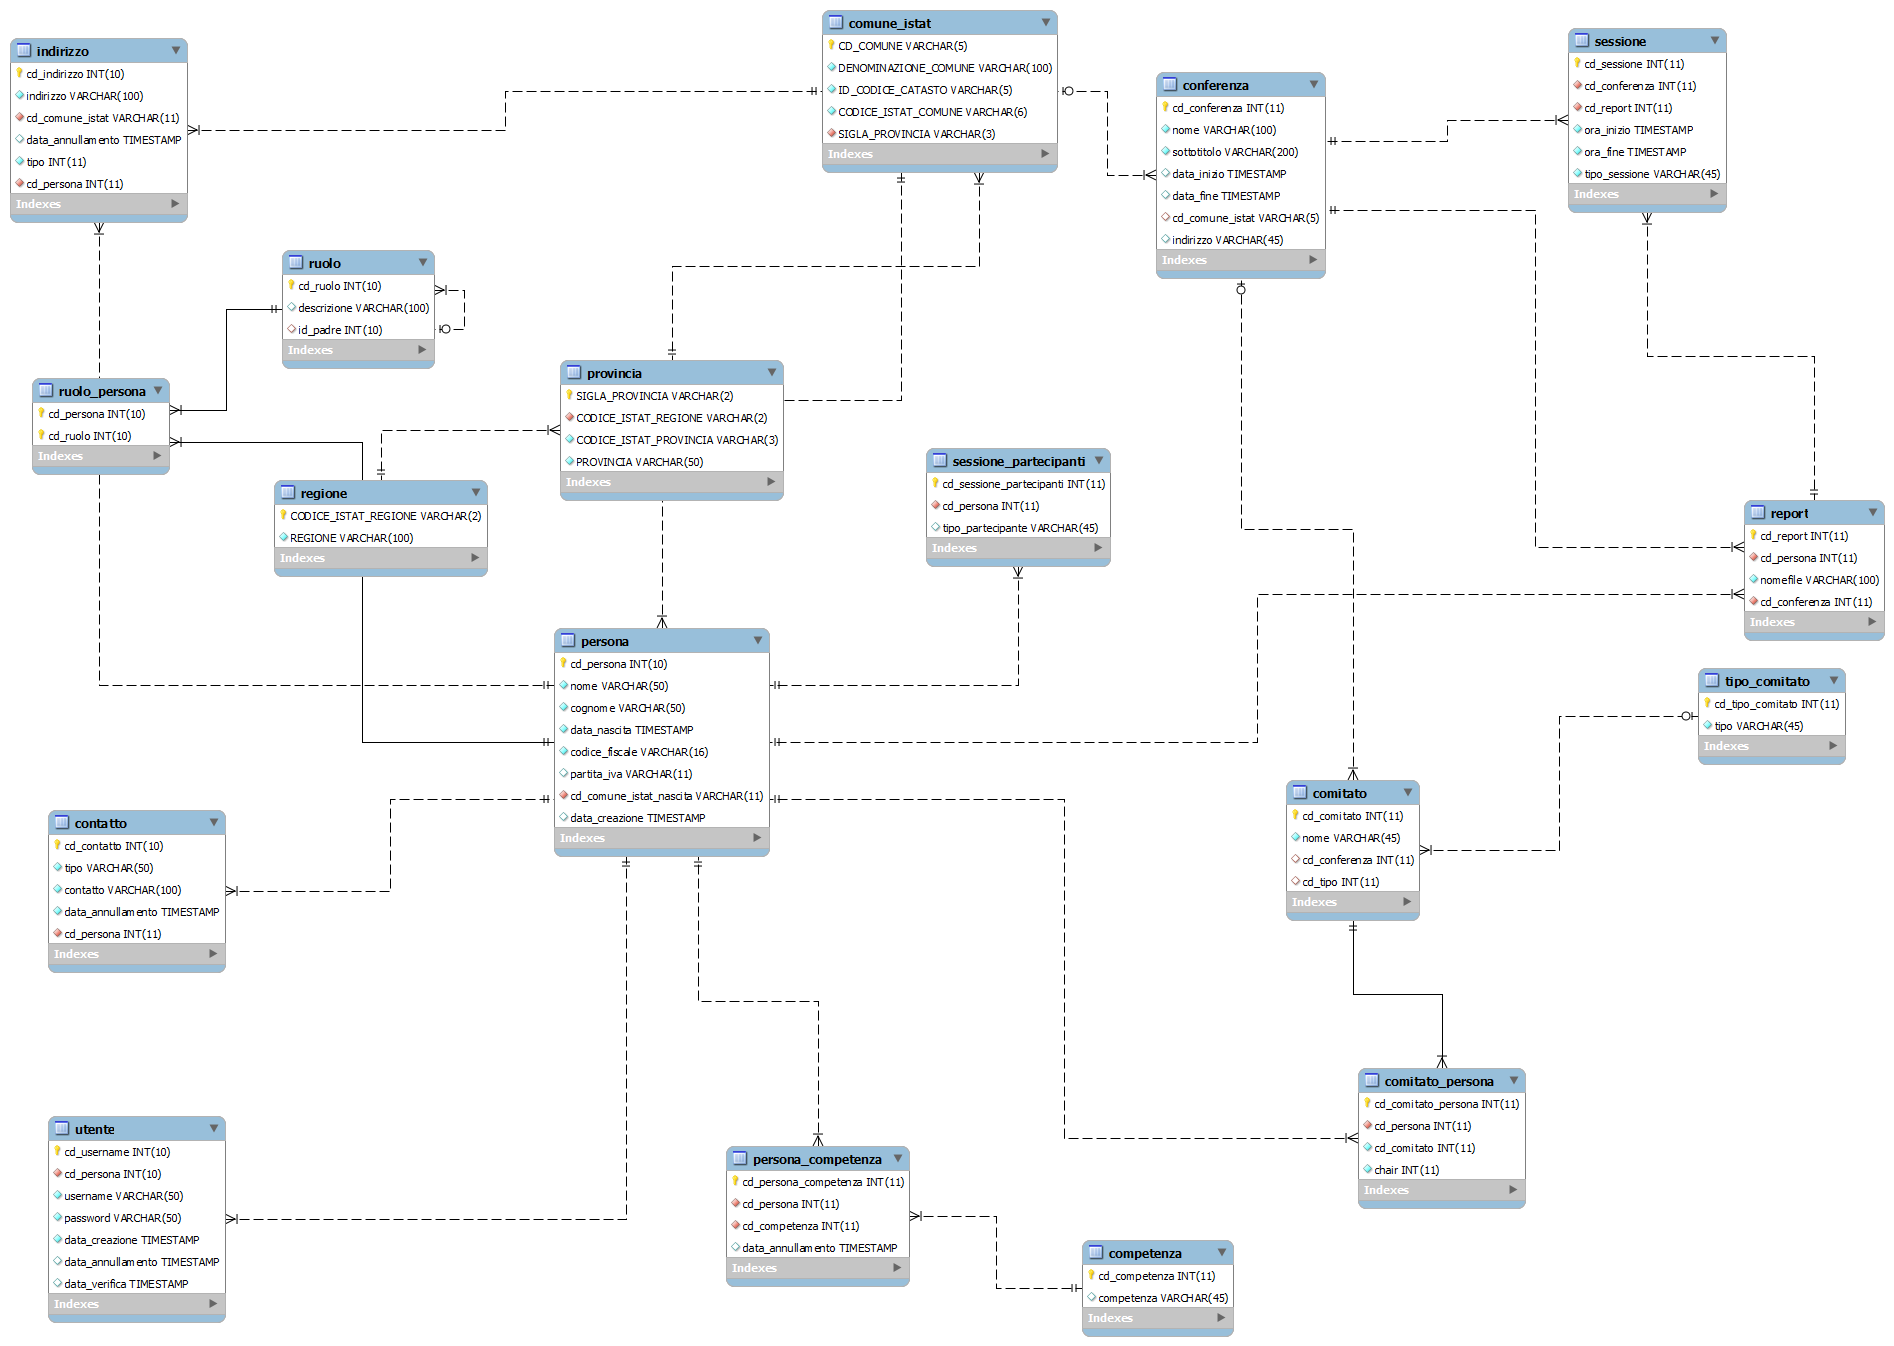 indirizzo
cd_indirizzo INT(10)
indirizzo VARCHAR(100)
cd_comune_istat VARCHAR(11)
data_annullamento TIMESTAMP
tipo INT(11)
cd_persona INT(11)
Indexes
comune_istat
CD_COMUNE VARCHAR(5)
DENOMINAZIONE_COMUNE VARCHAR(100)
ID_CODICE_CATASTO VARCHAR(5)
CODICE_ISTAT_COMUNE VARCHAR(6)
SIGLA_PROVINCIA VARCHAR(3)
Indexes
conferenza
cd_conferenza INT(11)
nome VARCHAR(100)
sottotitolo VARCHAR(200)
data_inizio TIMESTAMP
data_fine TIMESTAMP
cd_comune_istat VARCHAR(5)
indirizzo VARCHAR(45)
Indexes
sessione
cd_sessione INT(11)
cd_conferenza INT(11)
cd_report INT(11)
ora_inizio TIMESTAMP
ora_fine TIMESTAMP
tipo_sessione VARCHAR(45)
Indexes
ruolo
cd_ruolo INT(10)
descrizione VARCHAR(100)
id_padre INT(10)
Indexes
ruolo_persona
cd_persona INT(10)
cd_ruolo INT(10)
Indexes
provincia
SIGLA_PROVINCIA VARCHAR(2)
CODICE_ISTAT_REGIONE VARCHAR(2)
CODICE_ISTAT_PROVINCIA VARCHAR(3)
PROVINCIA VARCHAR(50)
Indexes
regione
CODICE_ISTAT_REGIONE VARCHAR(2)
REGIONE VARCHAR(100)
Indexes
sessione_partecipanti
cd_sessione_partecipanti INT(11)
cd_persona INT(11)
tipo_partecipante VARCHAR(45)
Indexes
report
cd_report INT(11)
cd_persona INT(11)
nomefile VARCHAR(100)
cd_conferenza INT(11)
Indexes
persona
cd_persona INT(10)
nome VARCHAR(50)
cognome VARCHAR(50)
data_nascita TIMESTAMP
codice_fiscale VARCHAR(16)
partita_iva VARCHAR(11)
cd_comune_istat_nascita VARCHAR(11)
data_creazione TIMESTAMP
Indexes
tipo_comitato
cd_tipo_comitato INT(11)
tipo VARCHAR(45)
Indexes
comitato
cd_comitato INT(11)
nome VARCHAR(45)
cd_conferenza INT(11)
cd_tipo INT(11)
Indexes
contatto
cd_contatto INT(10)
tipo VARCHAR(50)
contatto VARCHAR(100)
data_annullamento TIMESTAMP
cd_persona INT(11)
Indexes
comitato_persona
cd_comitato_persona INT(11)
cd_persona INT(11)
cd_comitato INT(11)
chair INT(11)
Indexes
utente
cd_username INT(10)
cd_persona INT(10)
username VARCHAR(50)
password VARCHAR(50)
data_creazione TIMESTAMP
data_annullamento TIMESTAMP
data_verifica TIMESTAMP
Indexes
persona_competenza
cd_persona_competenza INT(11)
cd_persona INT(11)
cd_competenza INT(11)
data_annullamento TIMESTAMP
Indexes
competenza
cd_competenza INT(11)
competenza VARCHAR(45)
Indexes